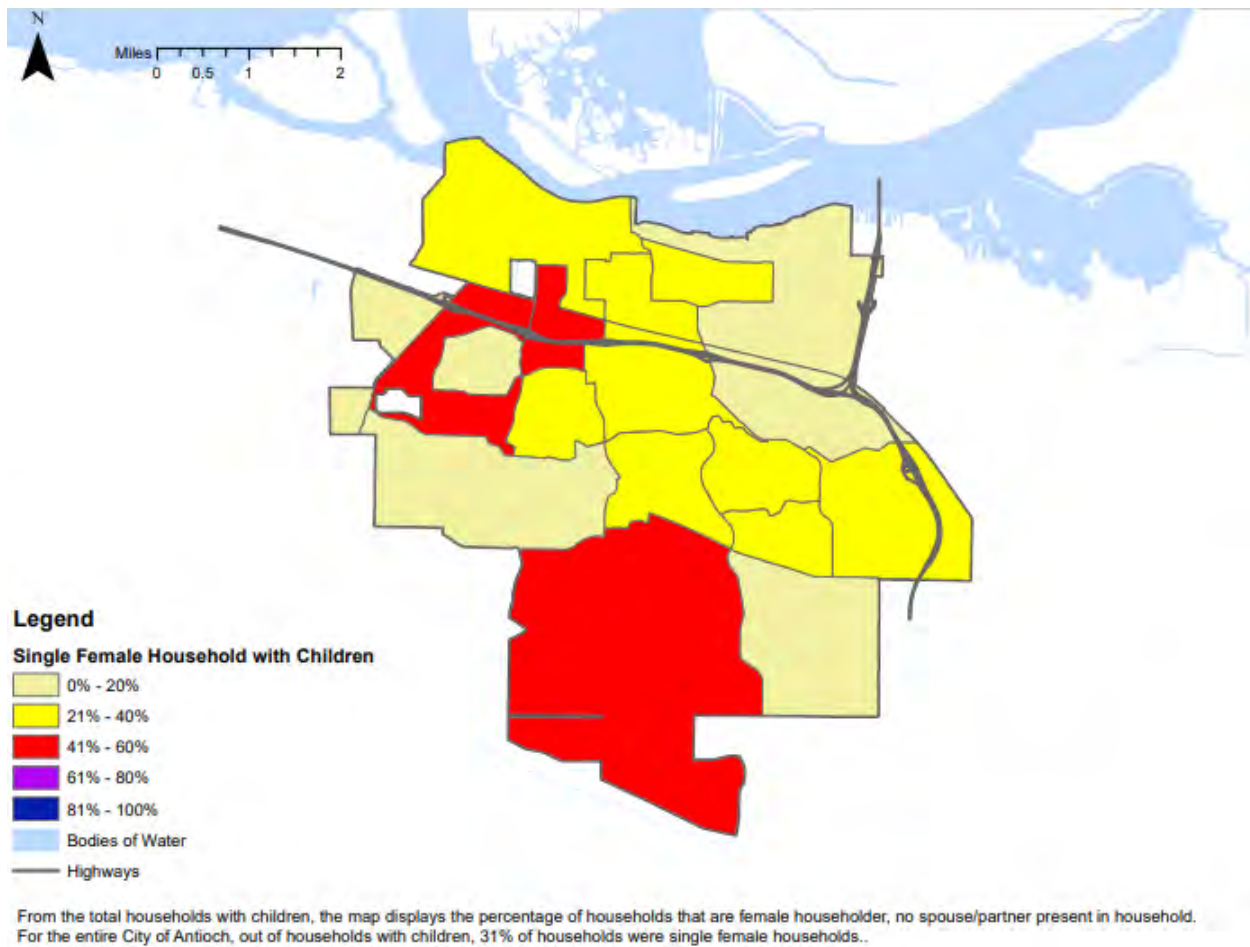 N
Miles
0 0.5 1 2
Legend
Single Female Household with Children
0% - 20%
21% - 40%
41% - 60%
61% - 80%
81% - 100%
Bodies of Water
Highways
From the total households with children, the map displays the percentage of households that are female householder, no spouse/partner present in household.
For the entire City of Antioch, out of households with children, 31% of households were single female households..